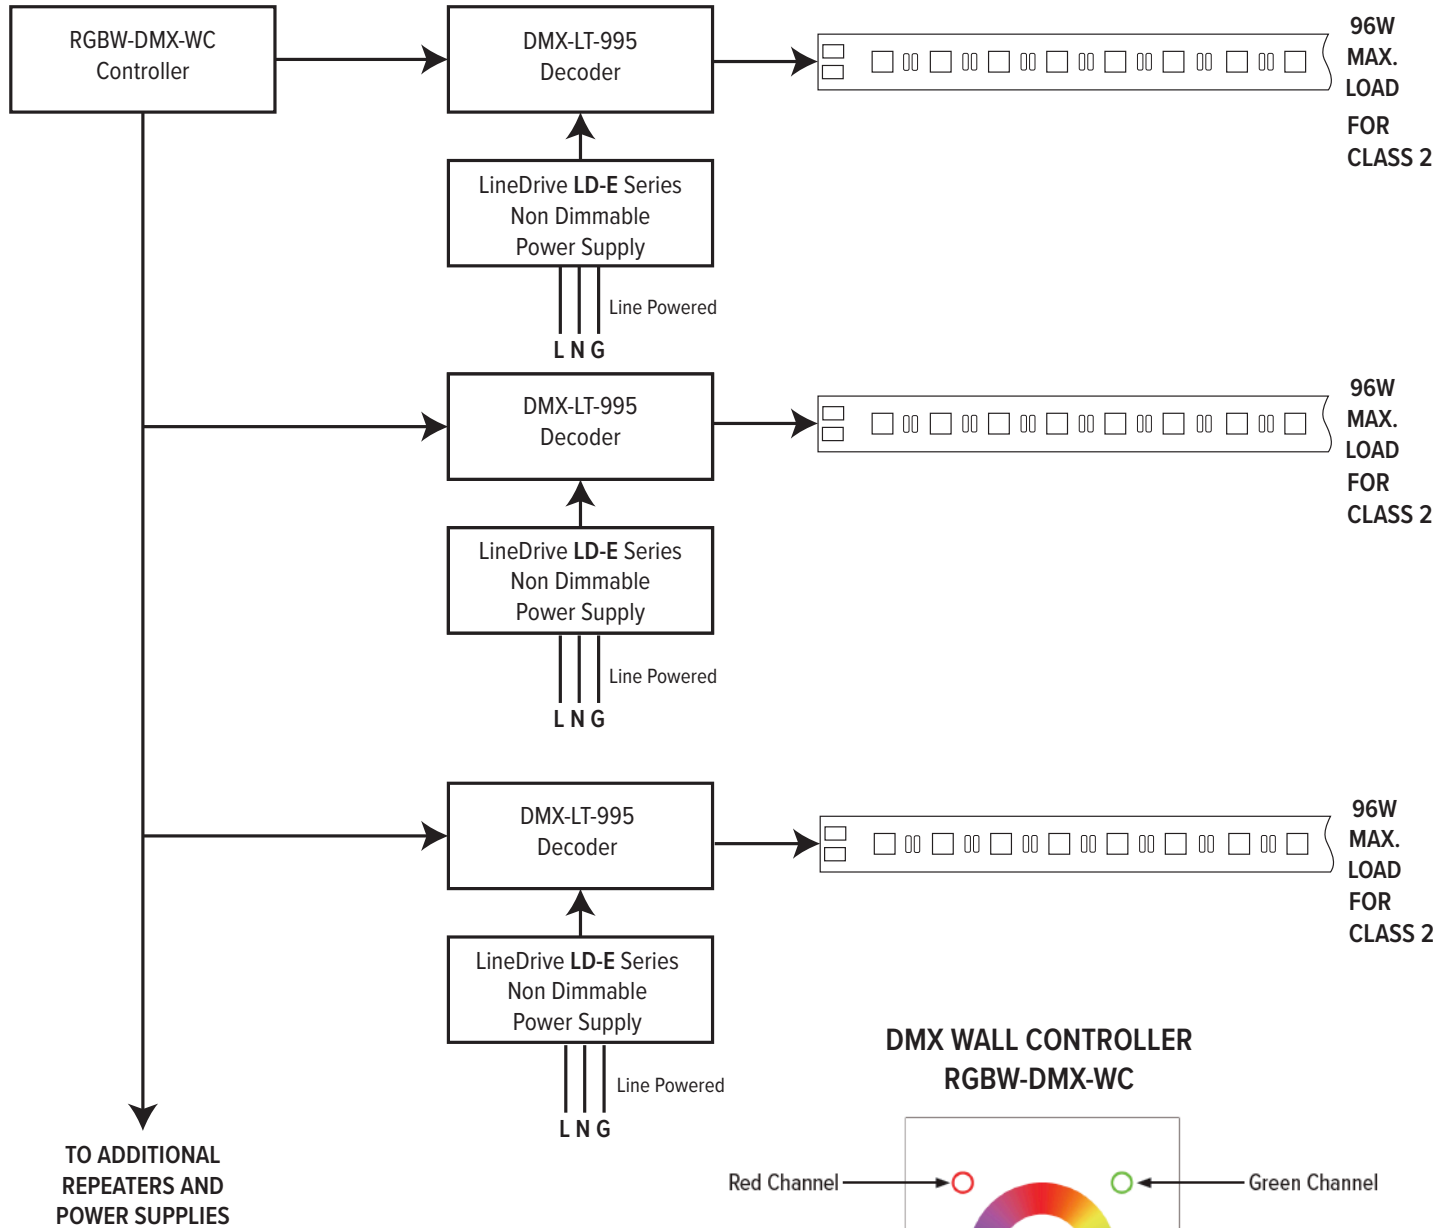 RGBW-DMX-WC
Controller
DMX-LT-995
Decoder
96W
MAX.
LOAD
FOR
CLASS 2
LineDrive LD-E Series
Non Dimmable
Power Supply
Line Powered
L N G
DMX-LT-995
Decoder
96W
MAX.
LOAD
FOR
CLASS 2
LineDrive LD-E Series
Non Dimmable
Power Supply
Line Powered
L N G
DMX-LT-995
Decoder
96W
MAX.
LOAD
FOR
CLASS 2
LineDrive LD-E Series
Non Dimmable
Power Supply
Line Powered
L N G
TO ADDITIONAL
REPEATERS AND
POWER SUPPLIES
DMX WALL CONTROLLER
RGBW-DMX-WC
Red Channel
Green Channel